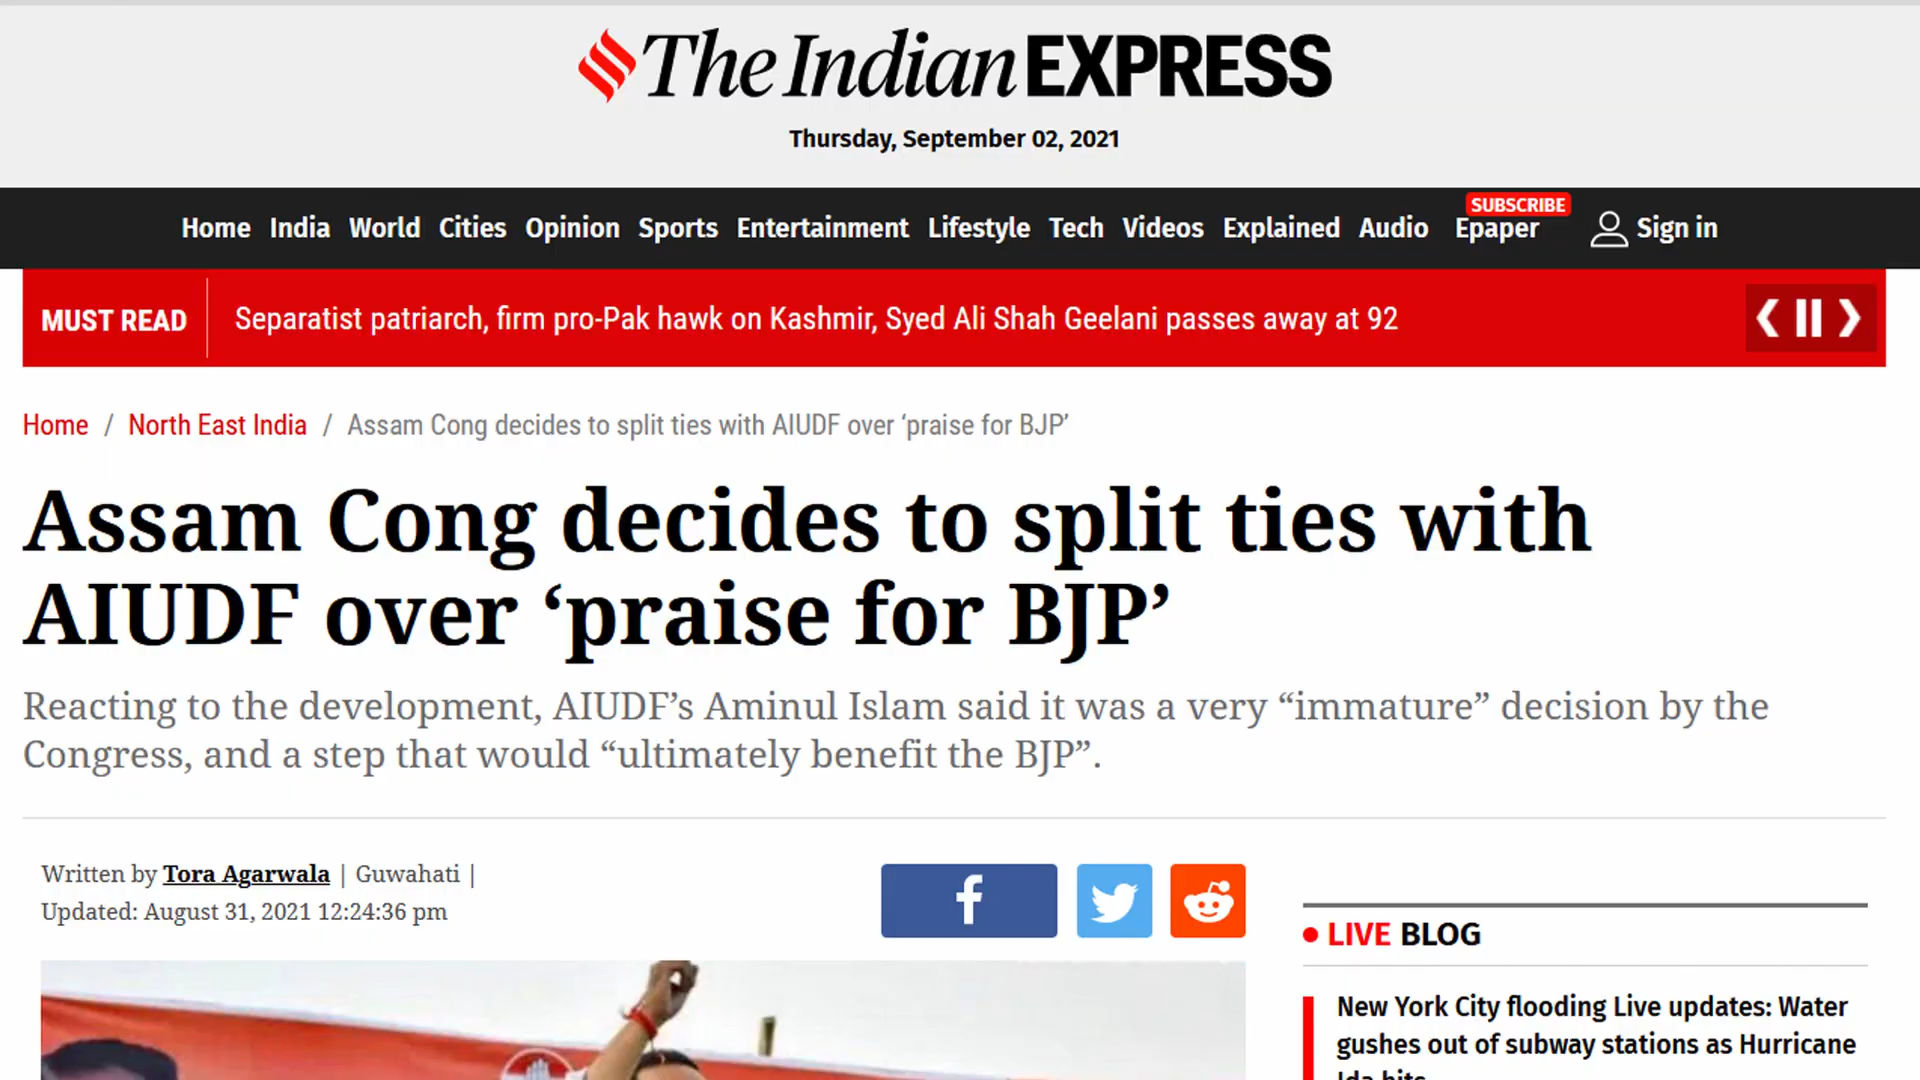 The Indian EXPRESS
Thursday, September 02, 2021
Home India World Cities Opinion Sports Entertainment Lifestyle Tech Videos Explained Audio Epaper SUBSCRIBE Sign in
MUST READ Separatist patriarch, firm pro-Pak hawk on Kashmir, Syed Ali Shah Geelani passes away at 92
Home / North East India / Assam Cong decides to split ties with AIUDF over ‘praise for BJP’
Assam Cong decides to split ties with
AIUDF over ‘praise for BJP’
Reacting to the development, AIUDF’s Aminul Islam said it was a very “immature” decision by the
Congress, and a step that would “ultimately benefit the BJP”.
Written by Tora Agarwala | Guwahati |
Updated: August 31, 2021 12:24:36 pm
LIVE BLOG
New York City flooding Live updates: Water
gushes out of subway stations as Hurricane
Ida hits